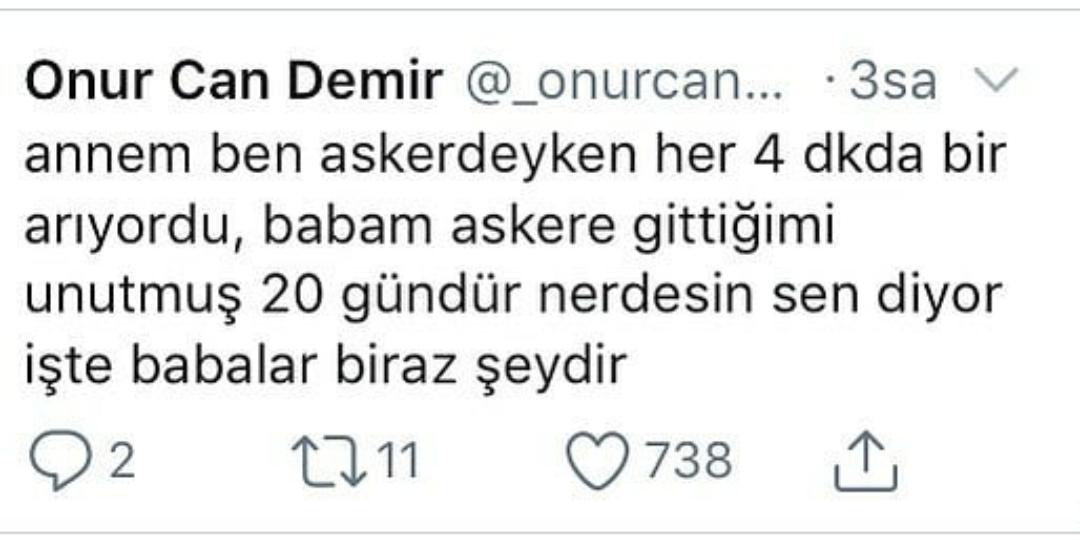 Onur Can Demir @_onurcan... · 3sa
annem ben askerdeyken her 4 dkda bir
arıyordu, babam askere gittiğimi
unutmuş 20 gündür nerdesin sen diyor
işte babalar biraz şeydir
2 11 738